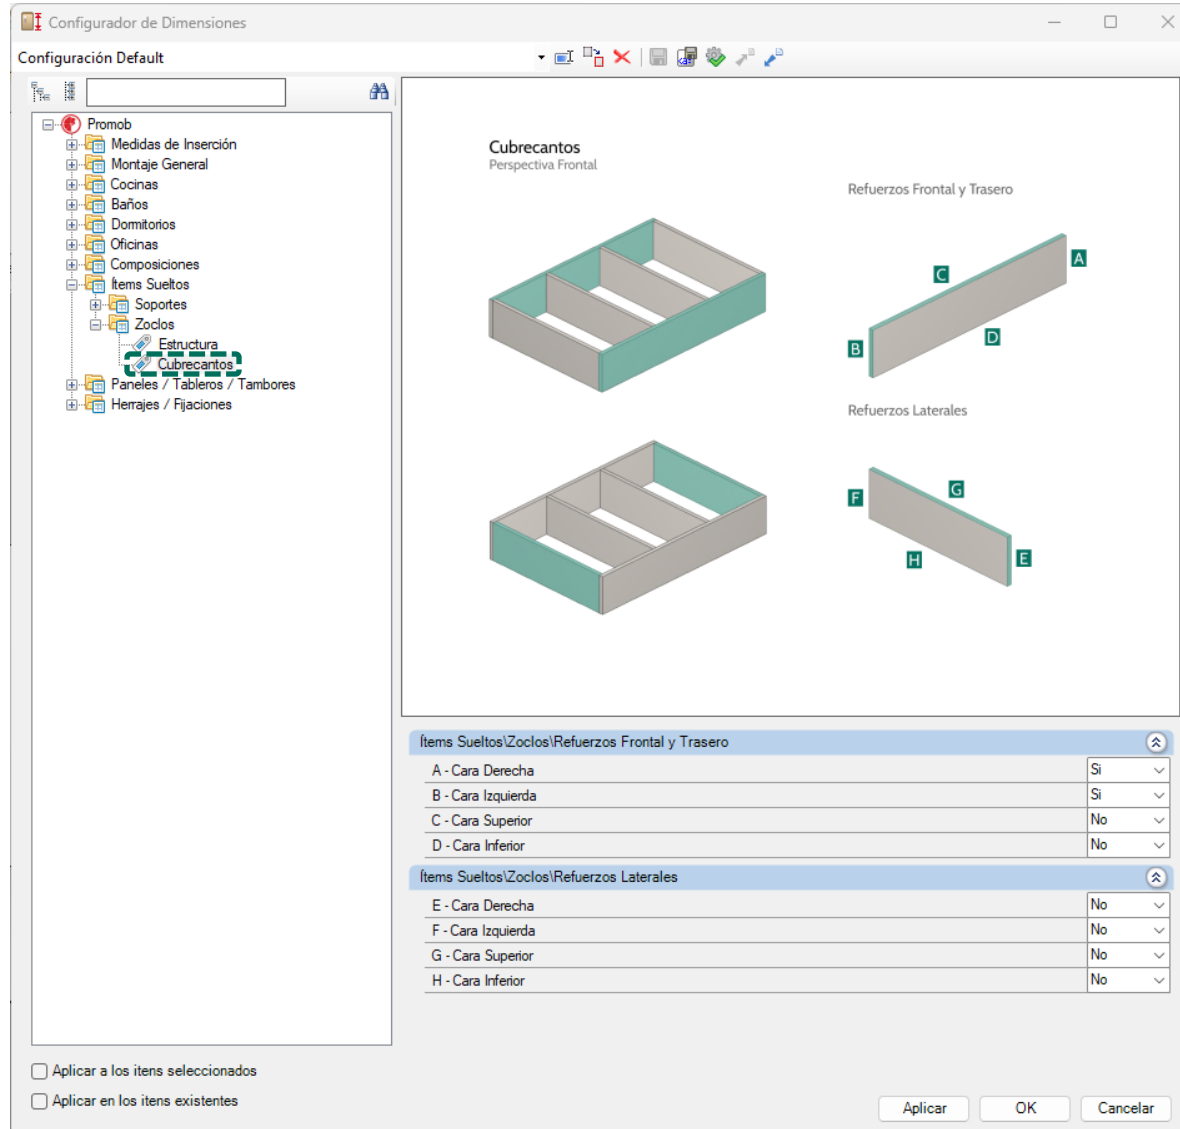 Configurador de Dimensiones
Configuración Default
Promob
Medidas de Inserción
Montaje General
Cocinas
Baños
Dormitorios
Oficinas
Composiciones
Ítems Sueltos
Soportes
Zoclos
Estructura
Cubrecantos
Paneles / Tableros / Tambores
Herrajes / Fijaciones
Cubrecantos
Perspectiva Frontal
Refuerzos Frontal y Trasero
A
C
D
B
Refuerzos Laterales
F
G
H
E
Ítems Sueltos\Zoclos\Refuerzos Frontal y Trasero
A - Cara Derecha Si
B - Cara Izquierda Si
C - Cara Superior No
D - Cara Inferior No
Ítems Sueltos\Zoclos\Refuerzos Laterales
E - Cara Derecha No
F - Cara Izquierda No
G - Cara Superior No
H - Cara Inferior No
Aplicar a los itens seleccionados
Aplicar en los itens existentes
Aplicar OK Cancelar